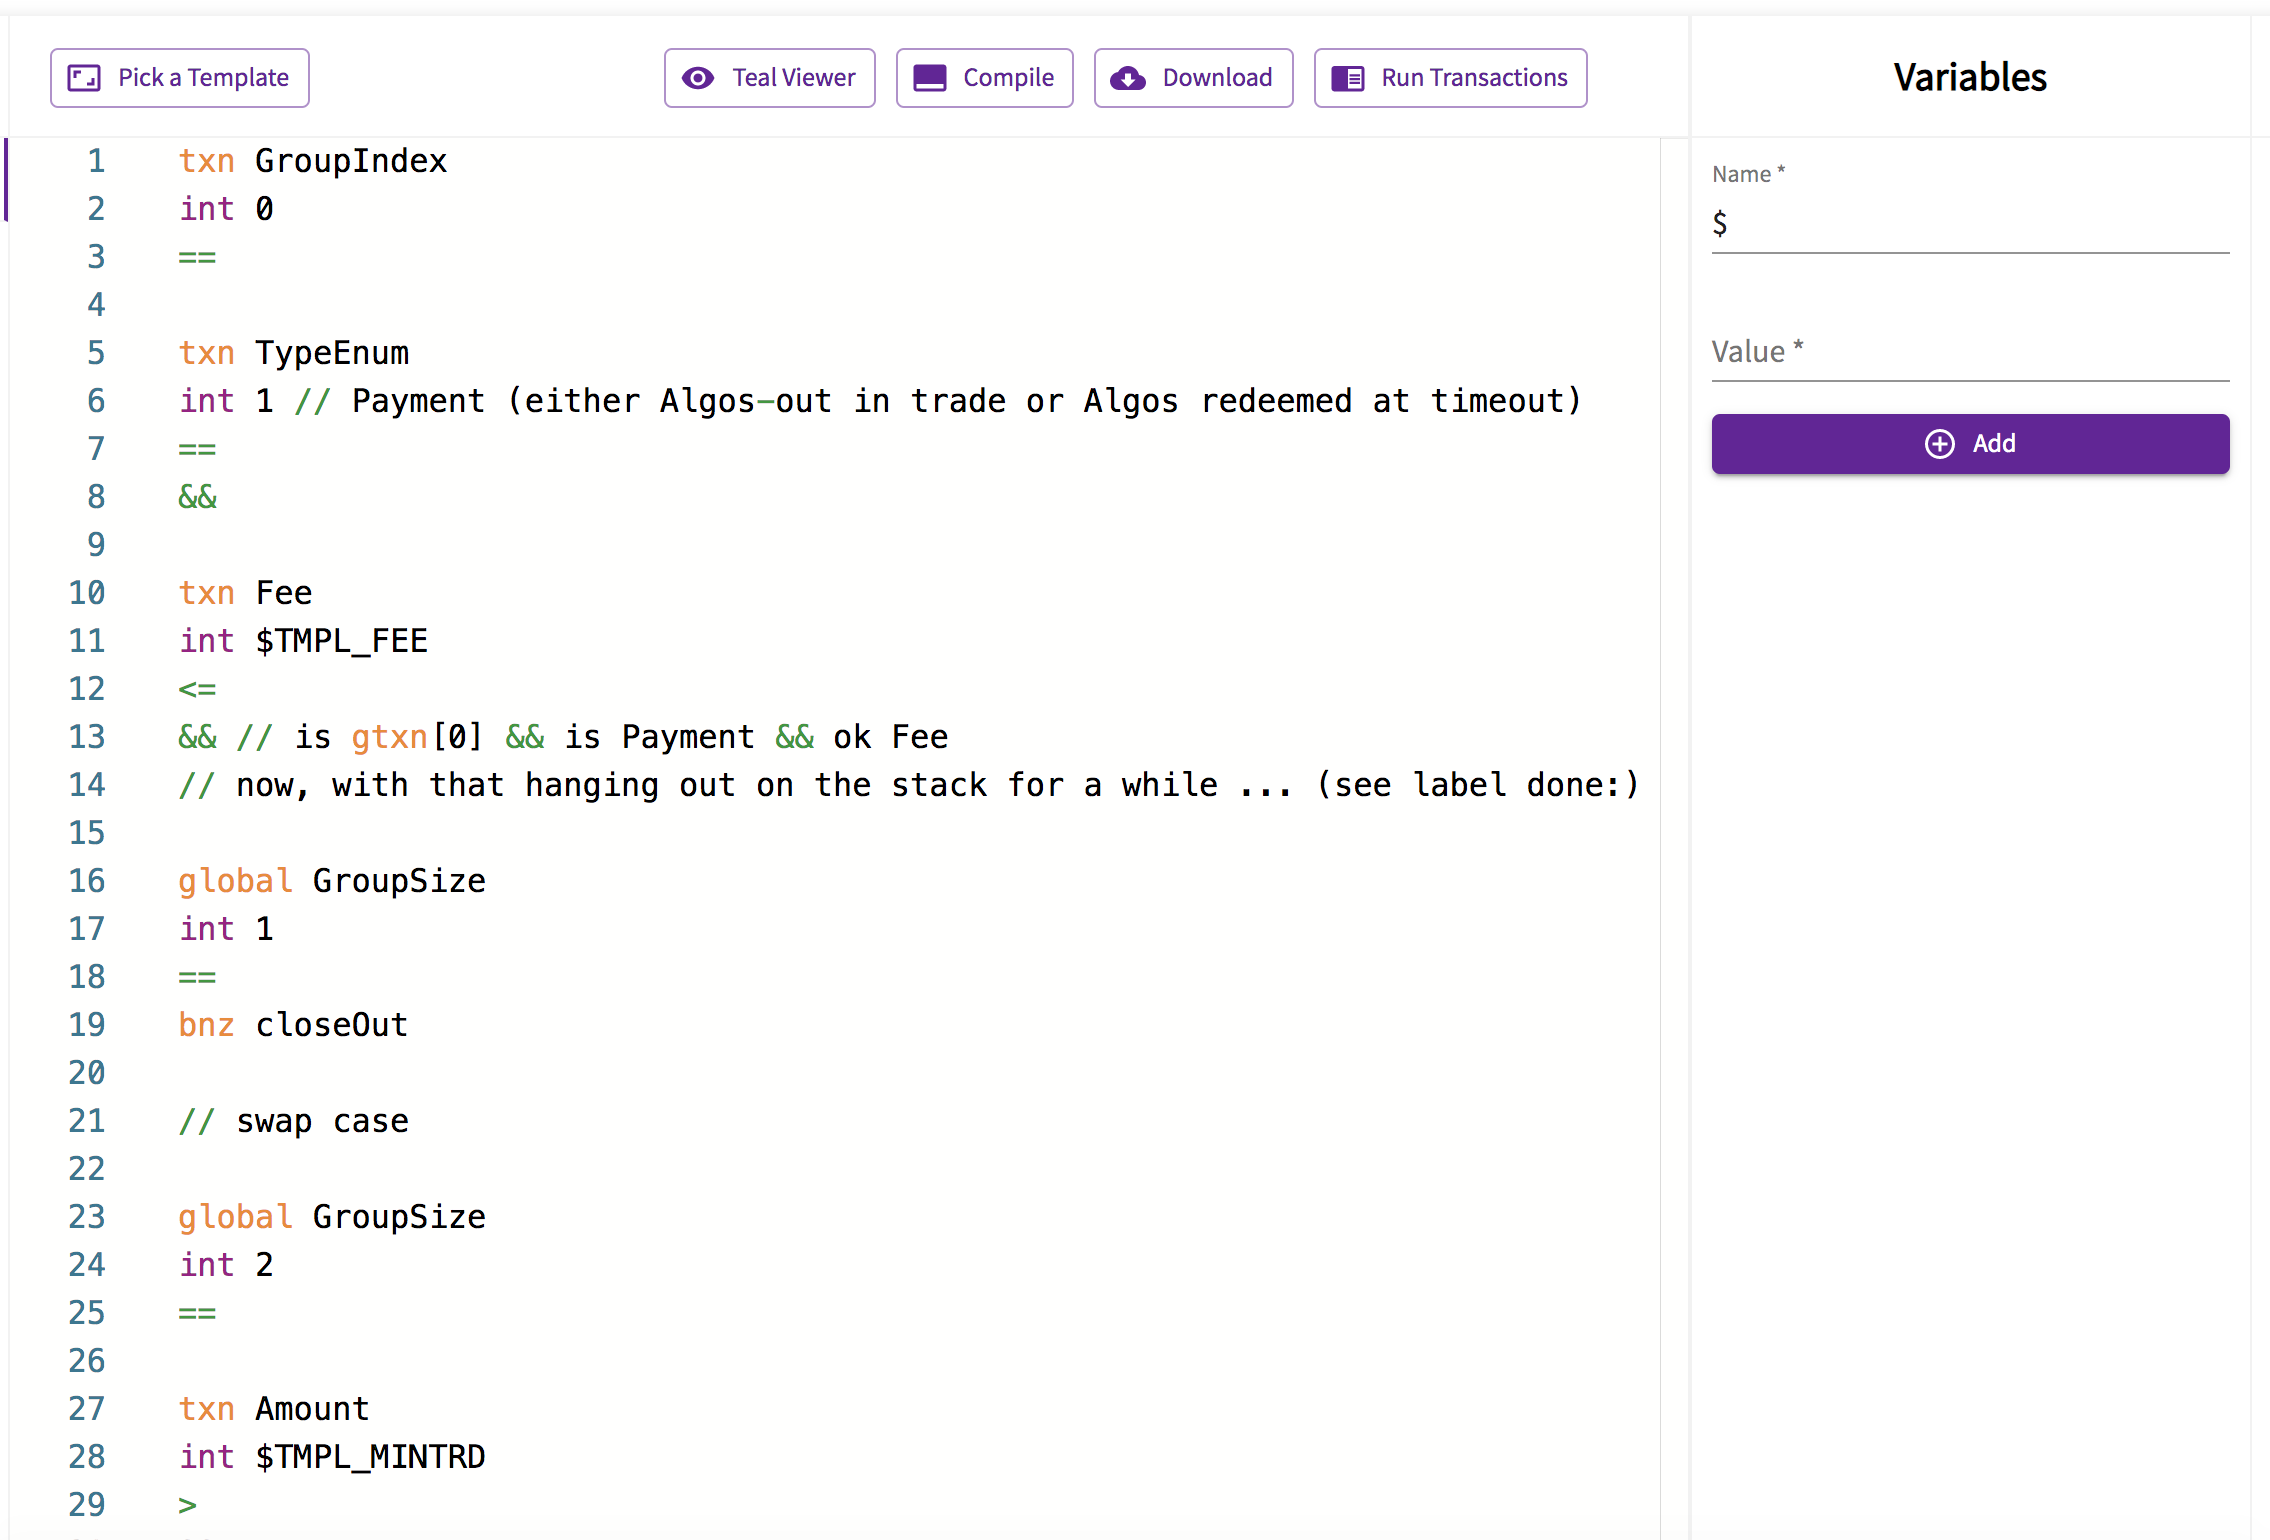 Pick a Template
Teal Viewer
Compile
Download
Run Transactions
Variables
1 txn GroupIndex
2 int 0
3 ==
4
5 txn TypeEnum
6 int 1 // Payment (either Algos-out in trade or Algos redeemed at timeout)
7 ==
8 &&
9
10 txn Fee
11 int $TMPL_FEE
12 <=
13 && // is gtxn[0] && is Payment && ok Fee
14 // now, with that hanging out on the stack for a while ... (see label done:)
15
16 global GroupSize
17 int 1
18 ==
19 bnz closeOut
20
21 // swap case
22
23 global GroupSize
24 int 2
25 ==
26
27 txn Amount
28 int $TMPL_MINTRD
29 >
Name *
$
Value *
Add